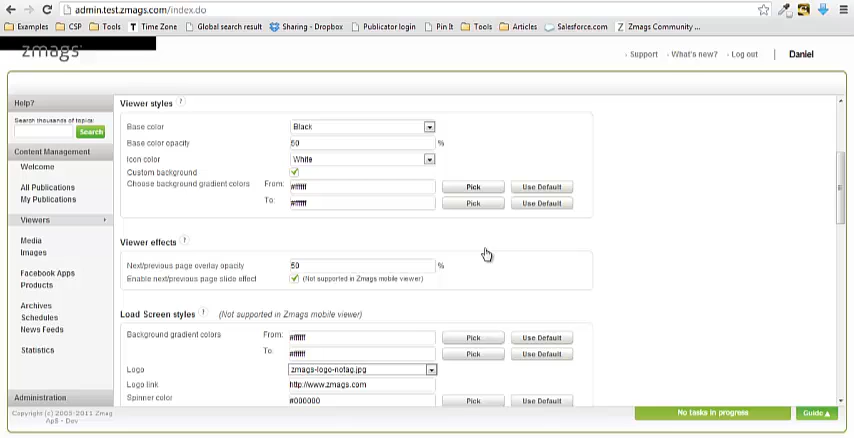 admin.test.zmags.com/index.do
Examples CSP Tools T Time Zone Global search result Sharing - Dropbox Publicator login Pin It Tools Articles Salesforce.com Z Zmags Community ...
zmags
Support What's new? Log out | Daniel
Help?
Search thousands of topics:
Search
Content Management
Welcome
All Publications
My Publications
Viewers
Media
Images
Facebook Apps
Products
Archives
Schedules
News Feeds
Statistics
Administration
Copyright (c) 2003-2011 Zmag
ApS - Dev
Viewer styles ?
Base color Black
Base color opacity 50 %
Icon color White
Custom background
Choose background gradient colors From: #ffffff Pick Use Default
To: #ffffff Pick Use Default
Viewer effects ?
Next/previous page overlay opacity 50 %
Enable next/previous page slide effect (Not supported in Zmags mobile viewer)
Load Screen styles ? (Not supported in Zmags mobile viewer)
Background gradient colors From: #ffffff Pick Use Default
To: #ffffff Pick Use Default
Logo zmags-logo-notag.jpg
Logo link http://www.zmags.com
Spinner color #000000 Pick Use Default
No tasks in progress Guide